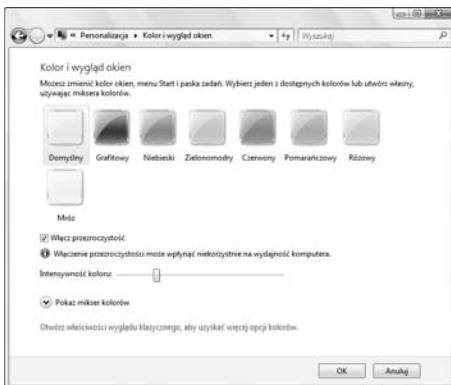 « Personalizacja ▸ Kolor i wygląd okien
Wyszukaj
Kolor i wygląd okien
Możesz zmienić kolor okien, menu Start i paska zadań. Wybierz jeden z dostępnych kolorów lub utwórz własny,
używając miksera kolorów.
Domyślny Grafitowy Niebieski Zielonomodry Czerwony Pomarańczowy Różowy
Mróz
Włącz przezroczystość
Włączenie przezroczystości może wpłynąć niekorzystnie na wydajność komputera.
Intensywność koloru:
Pokaż mikser kolorów
Otwórz właściwości wyglądu klasycznego, aby uzyskać więcej opcji kolorów.
OK Anuluj